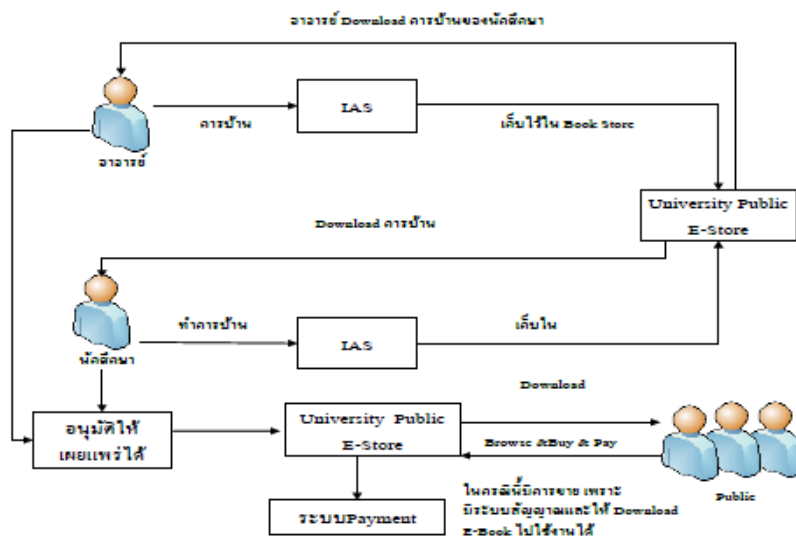 อาจารย์ Download การบ้านของนักศึกษา
การบ้าน
IAS
เก็บไว้ใน Book Store
อาจารย์
University Public
E-Store
Download การบ้าน
ทำการบ้าน
IAS
เก็บใน
นักศึกษา
Download
อนุมัติให้
เผยแพร่ได้
University Public
E-Store
Browse &Buy & Pay
Public
ในกรณีนี้มีการขาย เพราะ
มีระบบสัญญาณและให้ Download
E-Book ไปใช้งานได้
ระบบPayment